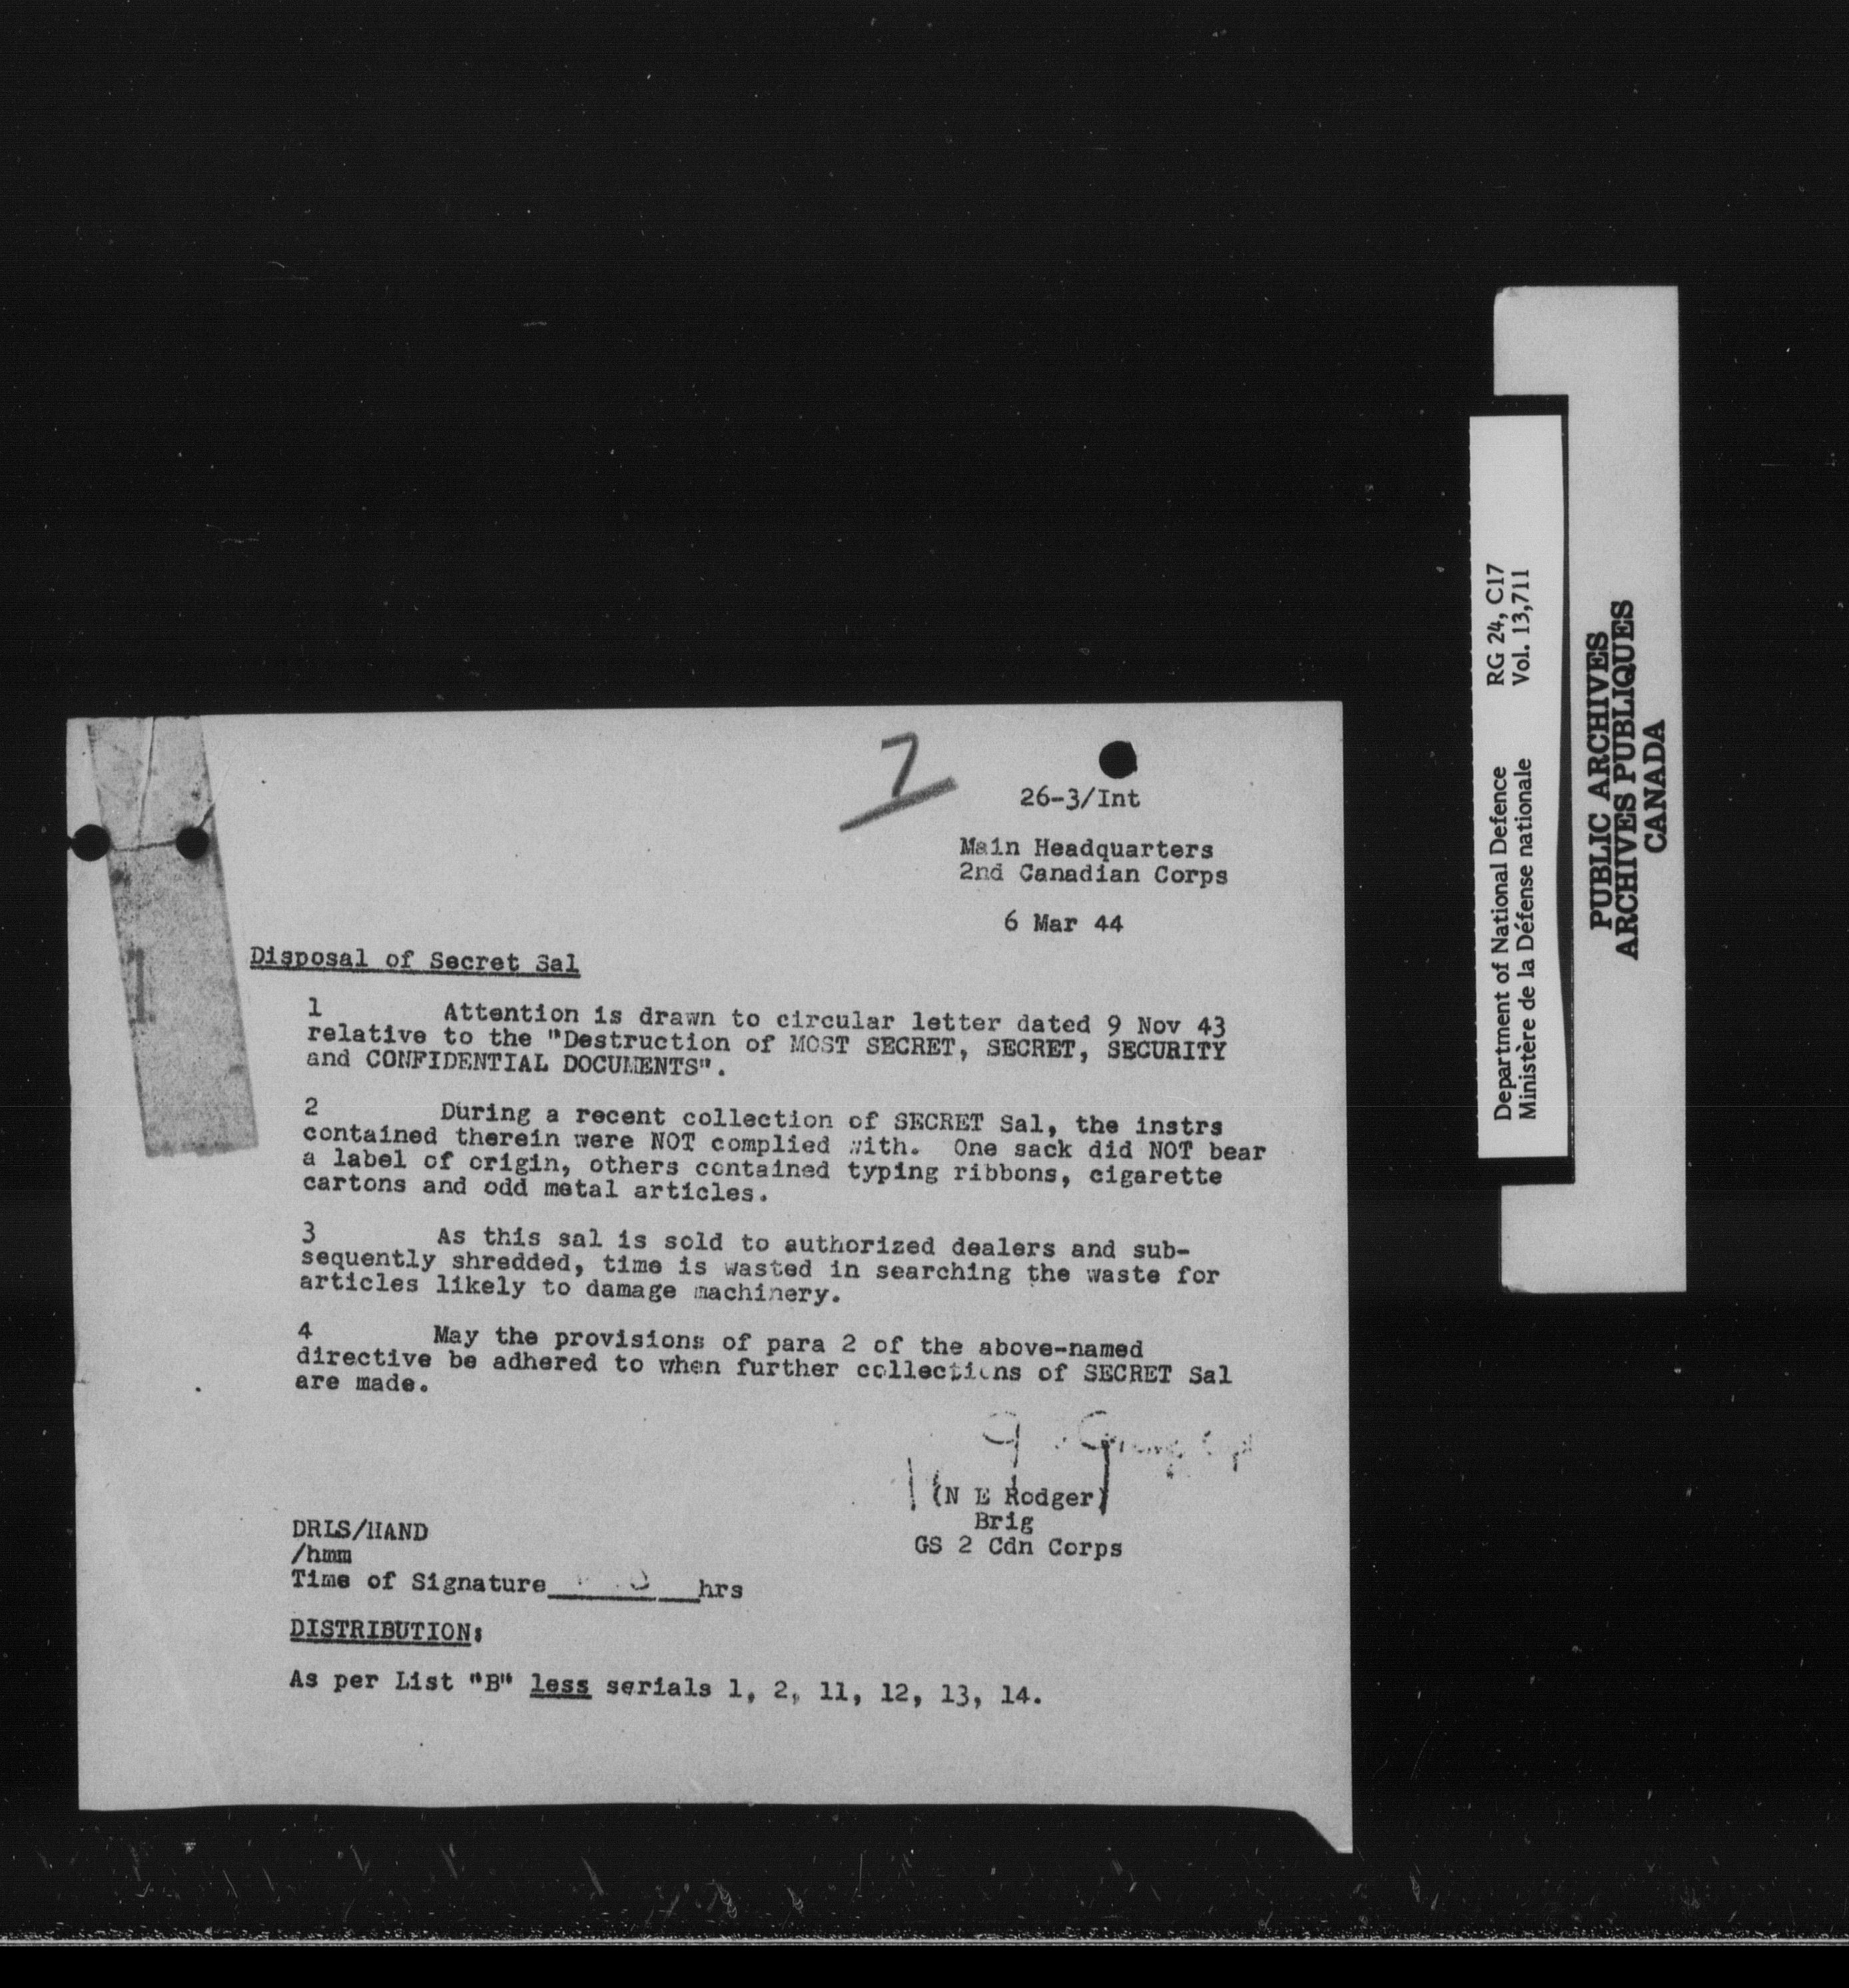 7
26-3/Int
Main Headquarters
2nd Canadian Corps
6 Mar 44
Disposal of Secret Sal
1 Attention is drawn to circular letter dated 9 Nov 43
relative to the "Destruction of MOST SECRET, SECRET, SECURITY
and CONFIDENTIAL DOCUMENTS".
2 During a recent collection of SECRET Sal, the instrs
contained therein were NOT complied with. One sack did NOT bear
a label of origin, others contained typing ribbons, cigarette
cartons and odd metal articles.
3 As this sal is sold to authorized dealers and sub-
sequently shredded, time is wasted in searching the waste for
articles likely to damage machinery.
4 May the provisions of para 2 of the above-named
directive be adhered to when further collections of SECRET Sal
are made.
(N E Rodger)
Brig
GS 2 Cdn Corps
DRLS/HAND
/hmm
Time of Signature hrs
DISTRIBUTION:
As per List "B" less serials 1, 2, 11, 12, 13, 14.
Department of National Defence RG 24, C17
Ministère de la Défense nationale Vol. 13,711
PUBLIC ARCHIVES
ARCHIVES PUBLIQUES
CANADA